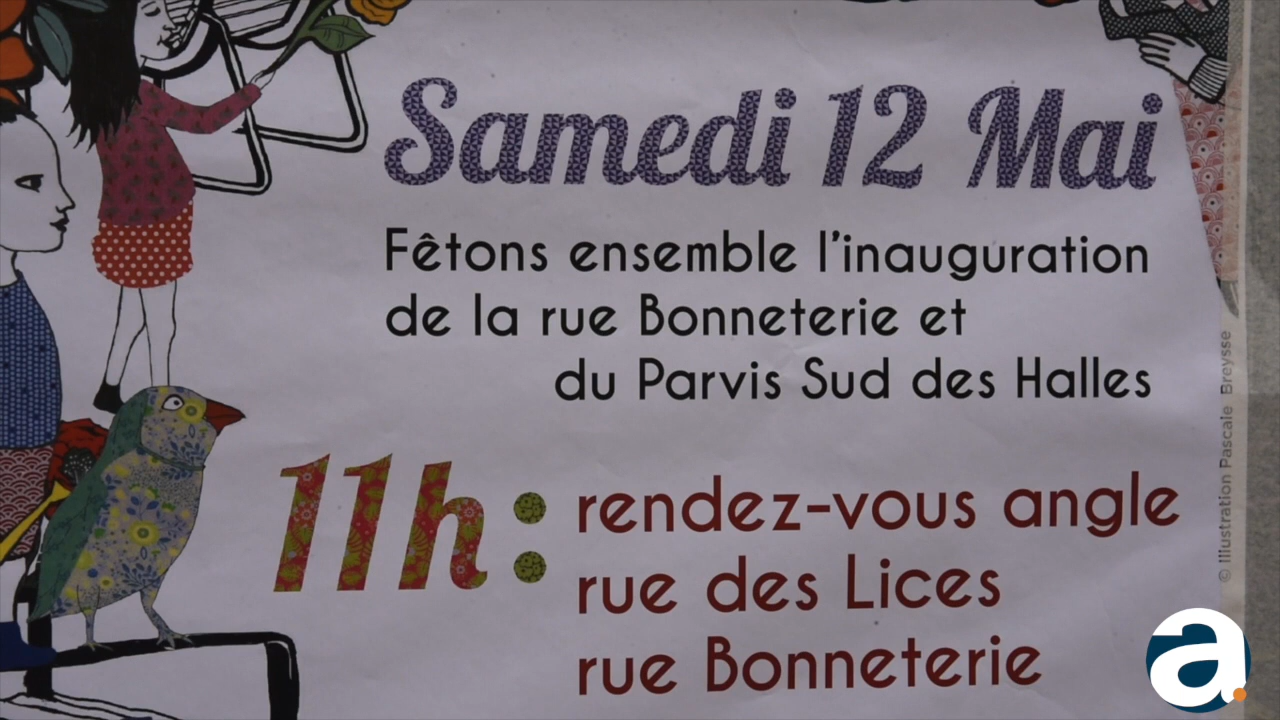 Samedi 12 Mai
Fêtons ensemble l'inauguration
de la rue Bonneterie et
du Parvis Sud des Halles
11h: rendez-vous angle
rue des Lices
rue Bonneterie
© Illustration Pascale Breysse
a.